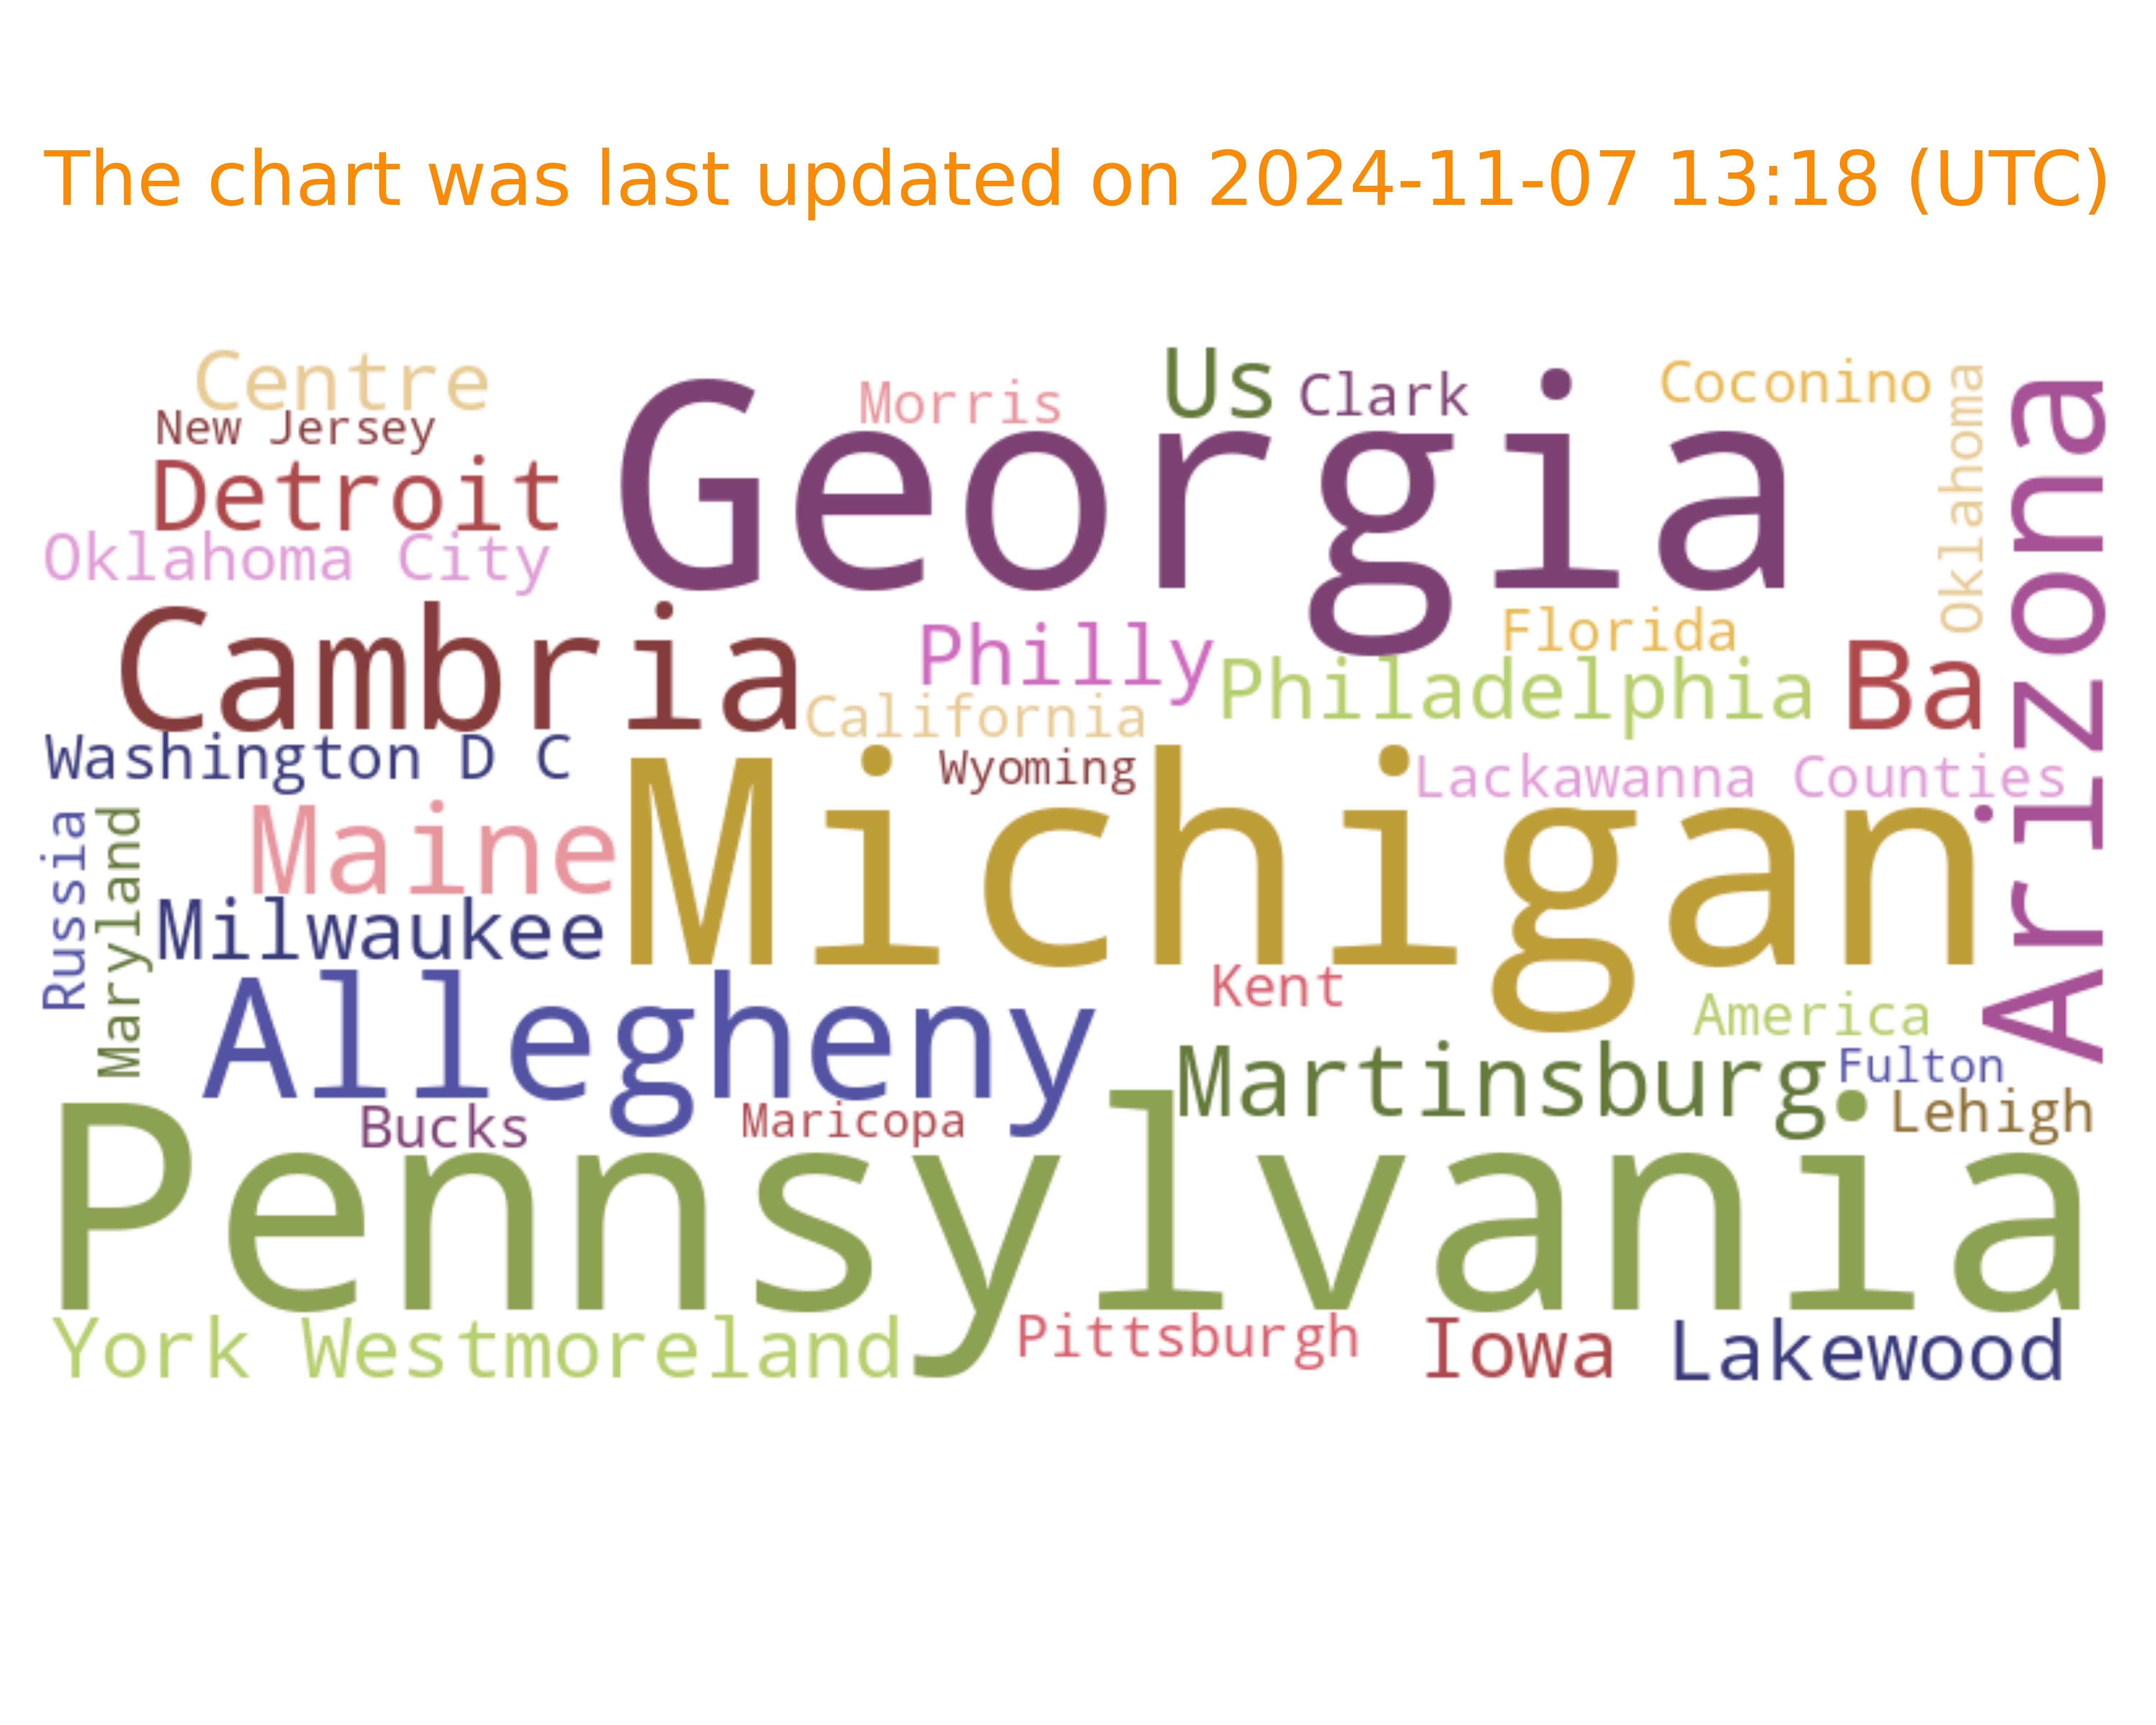 The chart was last updated on 2024-11-07 13:18 (UTC)
Centre
Us
Clark
Coconino
Oklahoma
Morris
New Jersey
Georgia
Arizona
Detroit
Oklahoma City
Cambria
Philly
Florida
Philadelphia
Ba
California
Washington D C
Wyoming
Lackawanna Counties
Russia
Maryland
Maine
Michigan
Milwaukee
Kent
Allegheny
America
Martinsburg
Fulton
Bucks
Maricopa
Lehigh
Pennsylvania
York Westmoreland
Pittsburgh
Iowa
Lakewood